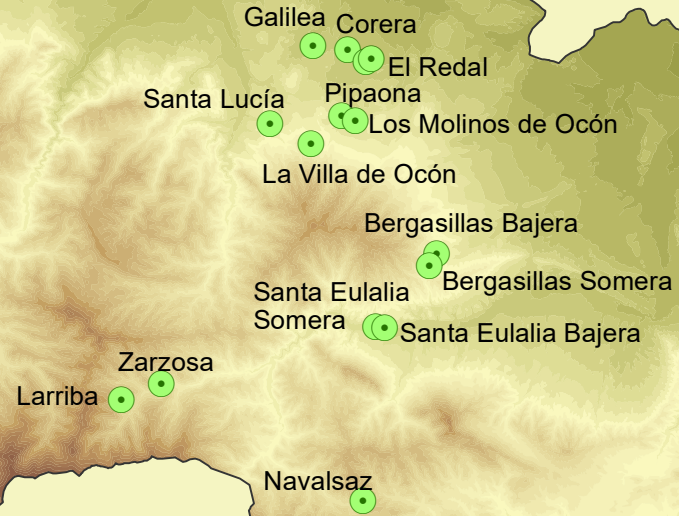 Galilea
Corera
El Redal
Pipaona
Santa Lucía
Los Molinos de Ocón
La Villa de Ocón
Bergasillas Bajera
Bergasillas Somera
Santa Eulalia
Somera
Santa Eulalia Bajera
Zarzosa
Larriba
Navalsaz